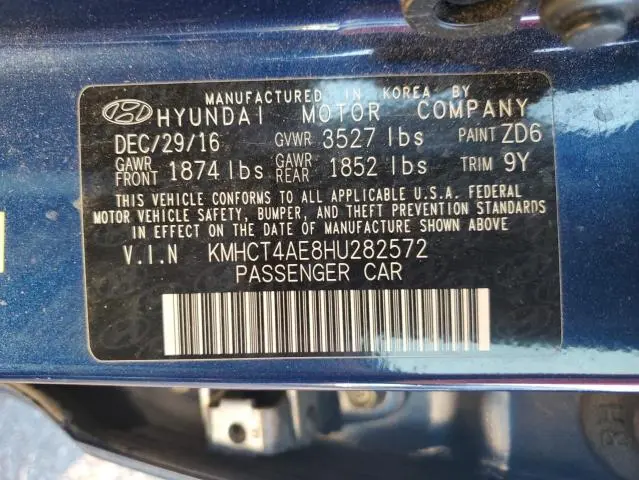 MANUFACTURED IN KOREA BY
HYUNDAI MOTOR COMPANY
DEC/29/16 GVWR 3527 lbs PAINT ZD6
GAWR FRONT 1874 lbs GAWR REAR 1852 lbs TRIM 9Y
THIS VEHICLE CONFORMS TO ALL APPLICABLE U.S.A. FEDERAL
MOTOR VEHICLE SAFETY, BUMPER, AND THEFT PREVENTION STANDARDS
IN EFFECT ON THE DATE OF MANUFACTURE SHOWN ABOVE
V.I.N KMHCT4AE8HU282572
PASSENGER CAR